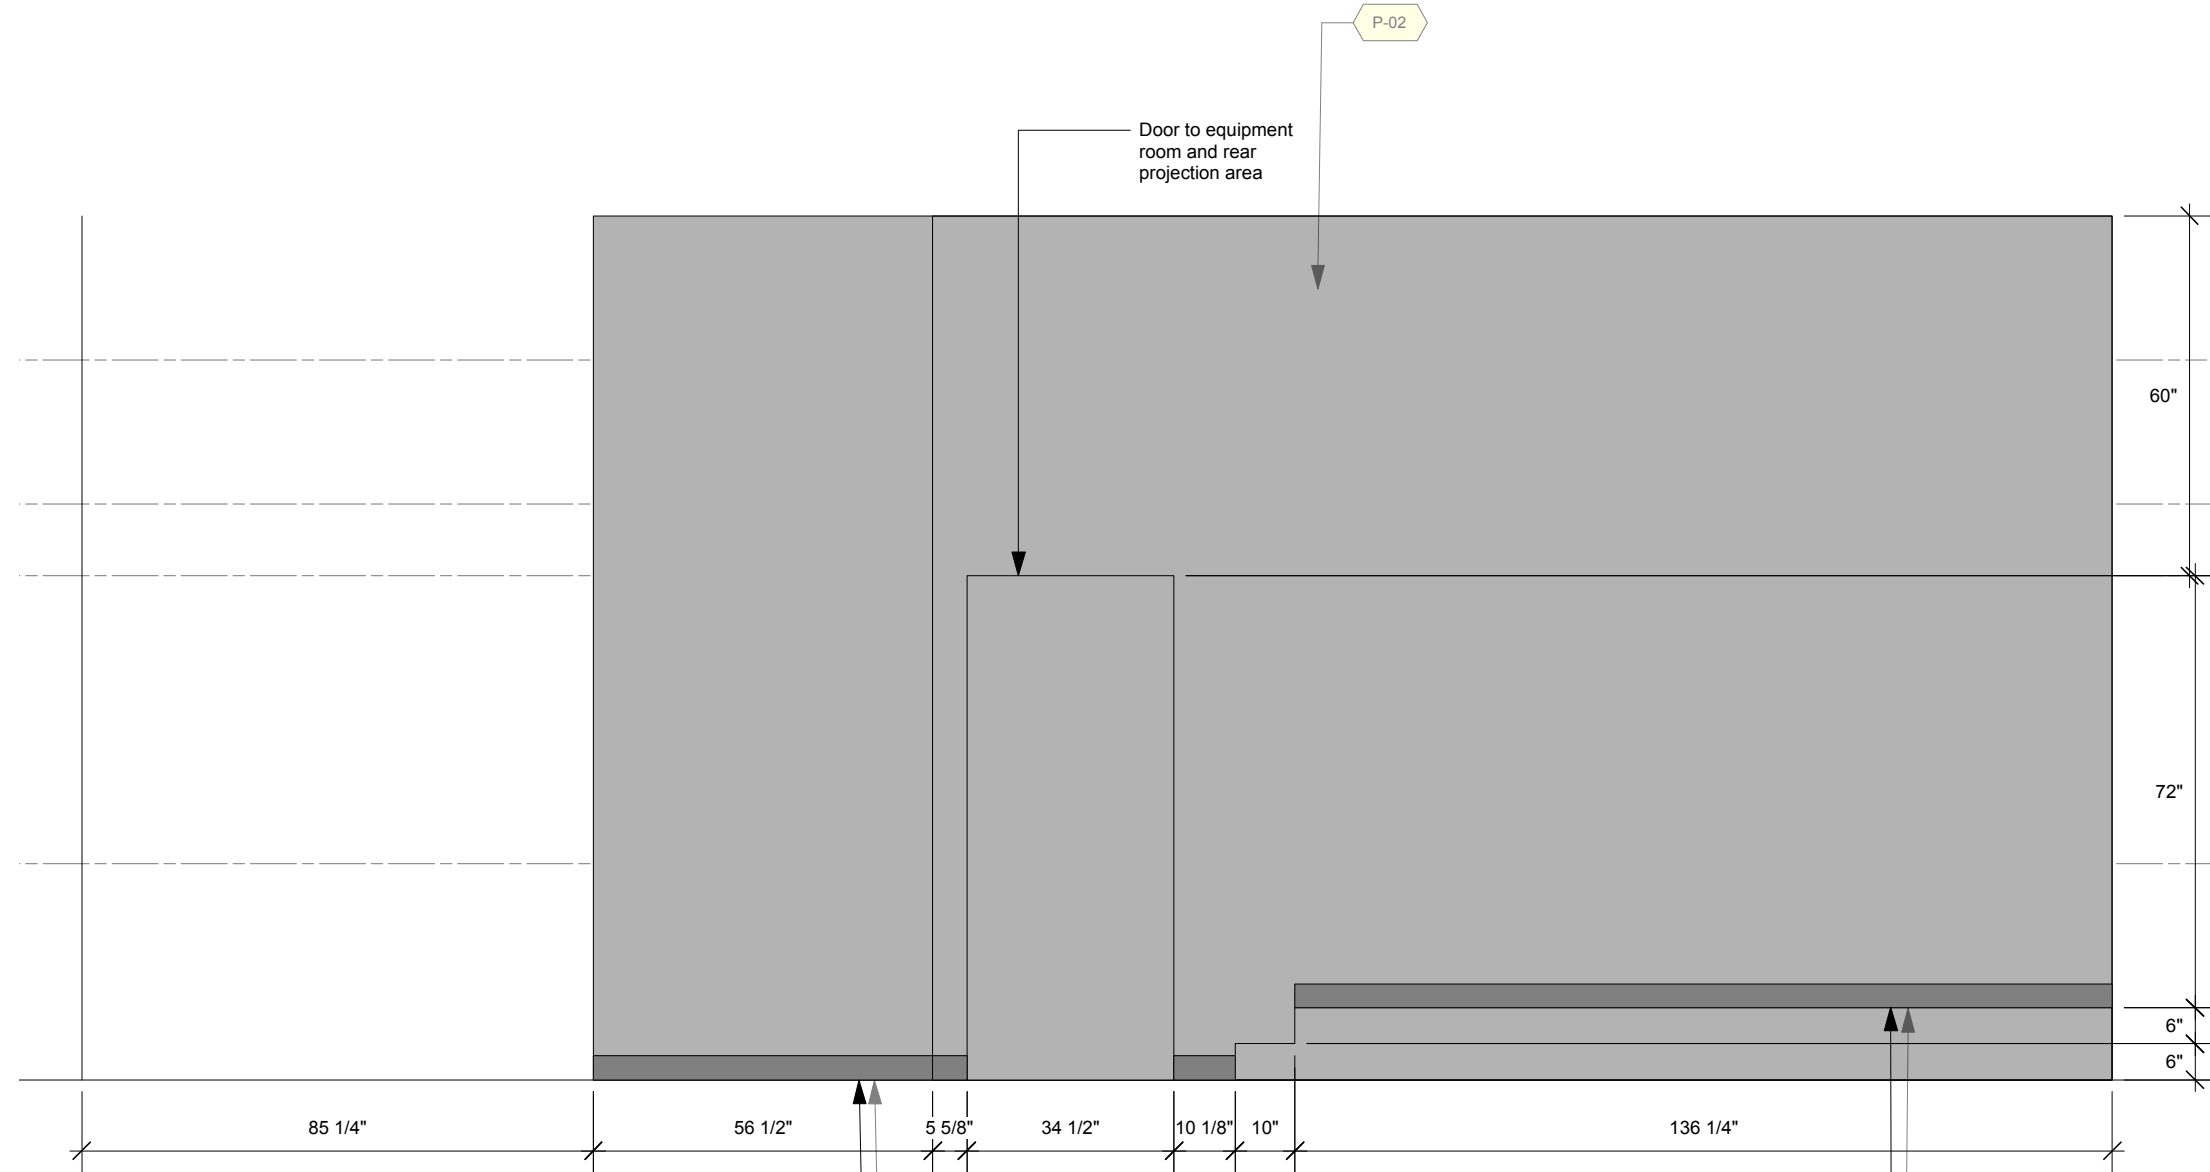 P-02
Door to equipment
room and rear
projection area
60"
72"
6"
6"
85 1/4"
56 1/2"
5 5/8"
34 1/2"
10 1/8"
10"
136 1/4"